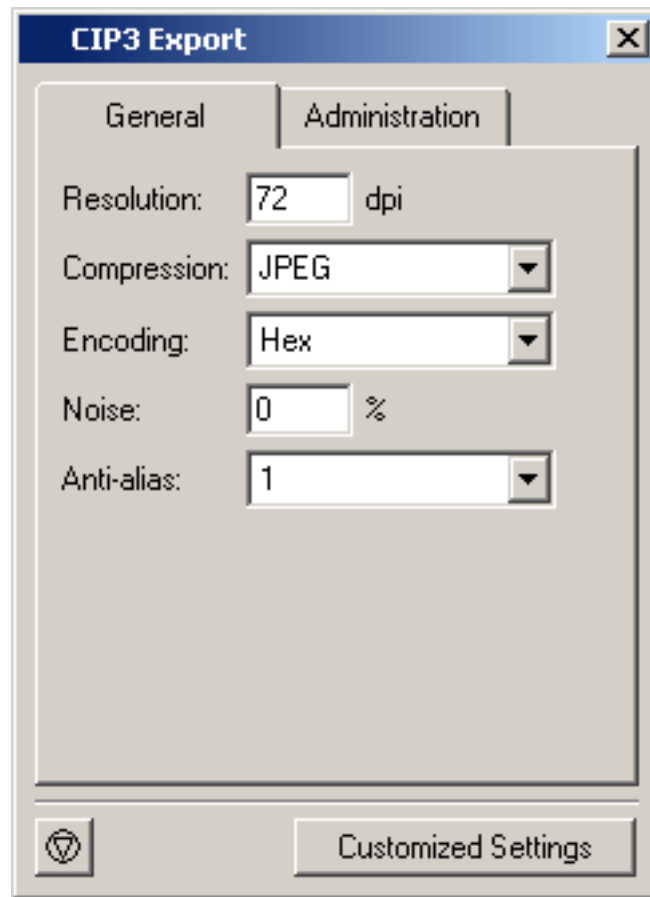 CIP3 Export
General Administration
Resolution: 72 dpi
Compression: JPEG
Encoding: Hex
Noise: 0 %
Anti-alias: 1
Customized Settings